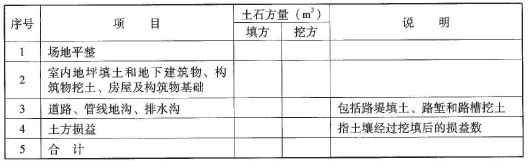 序号 项 目 土石方量（m³） 说 明
填方 挖方
1 场地平整
2 室内地坪填土和地下建筑物、构
筑物挖土、房屋及构筑物基础
3 道路、管线地沟、排水沟 包括路堤填土、路堑和路槽挖土
4 土方损益 指土壤经过挖填后的损益数
5 合 计